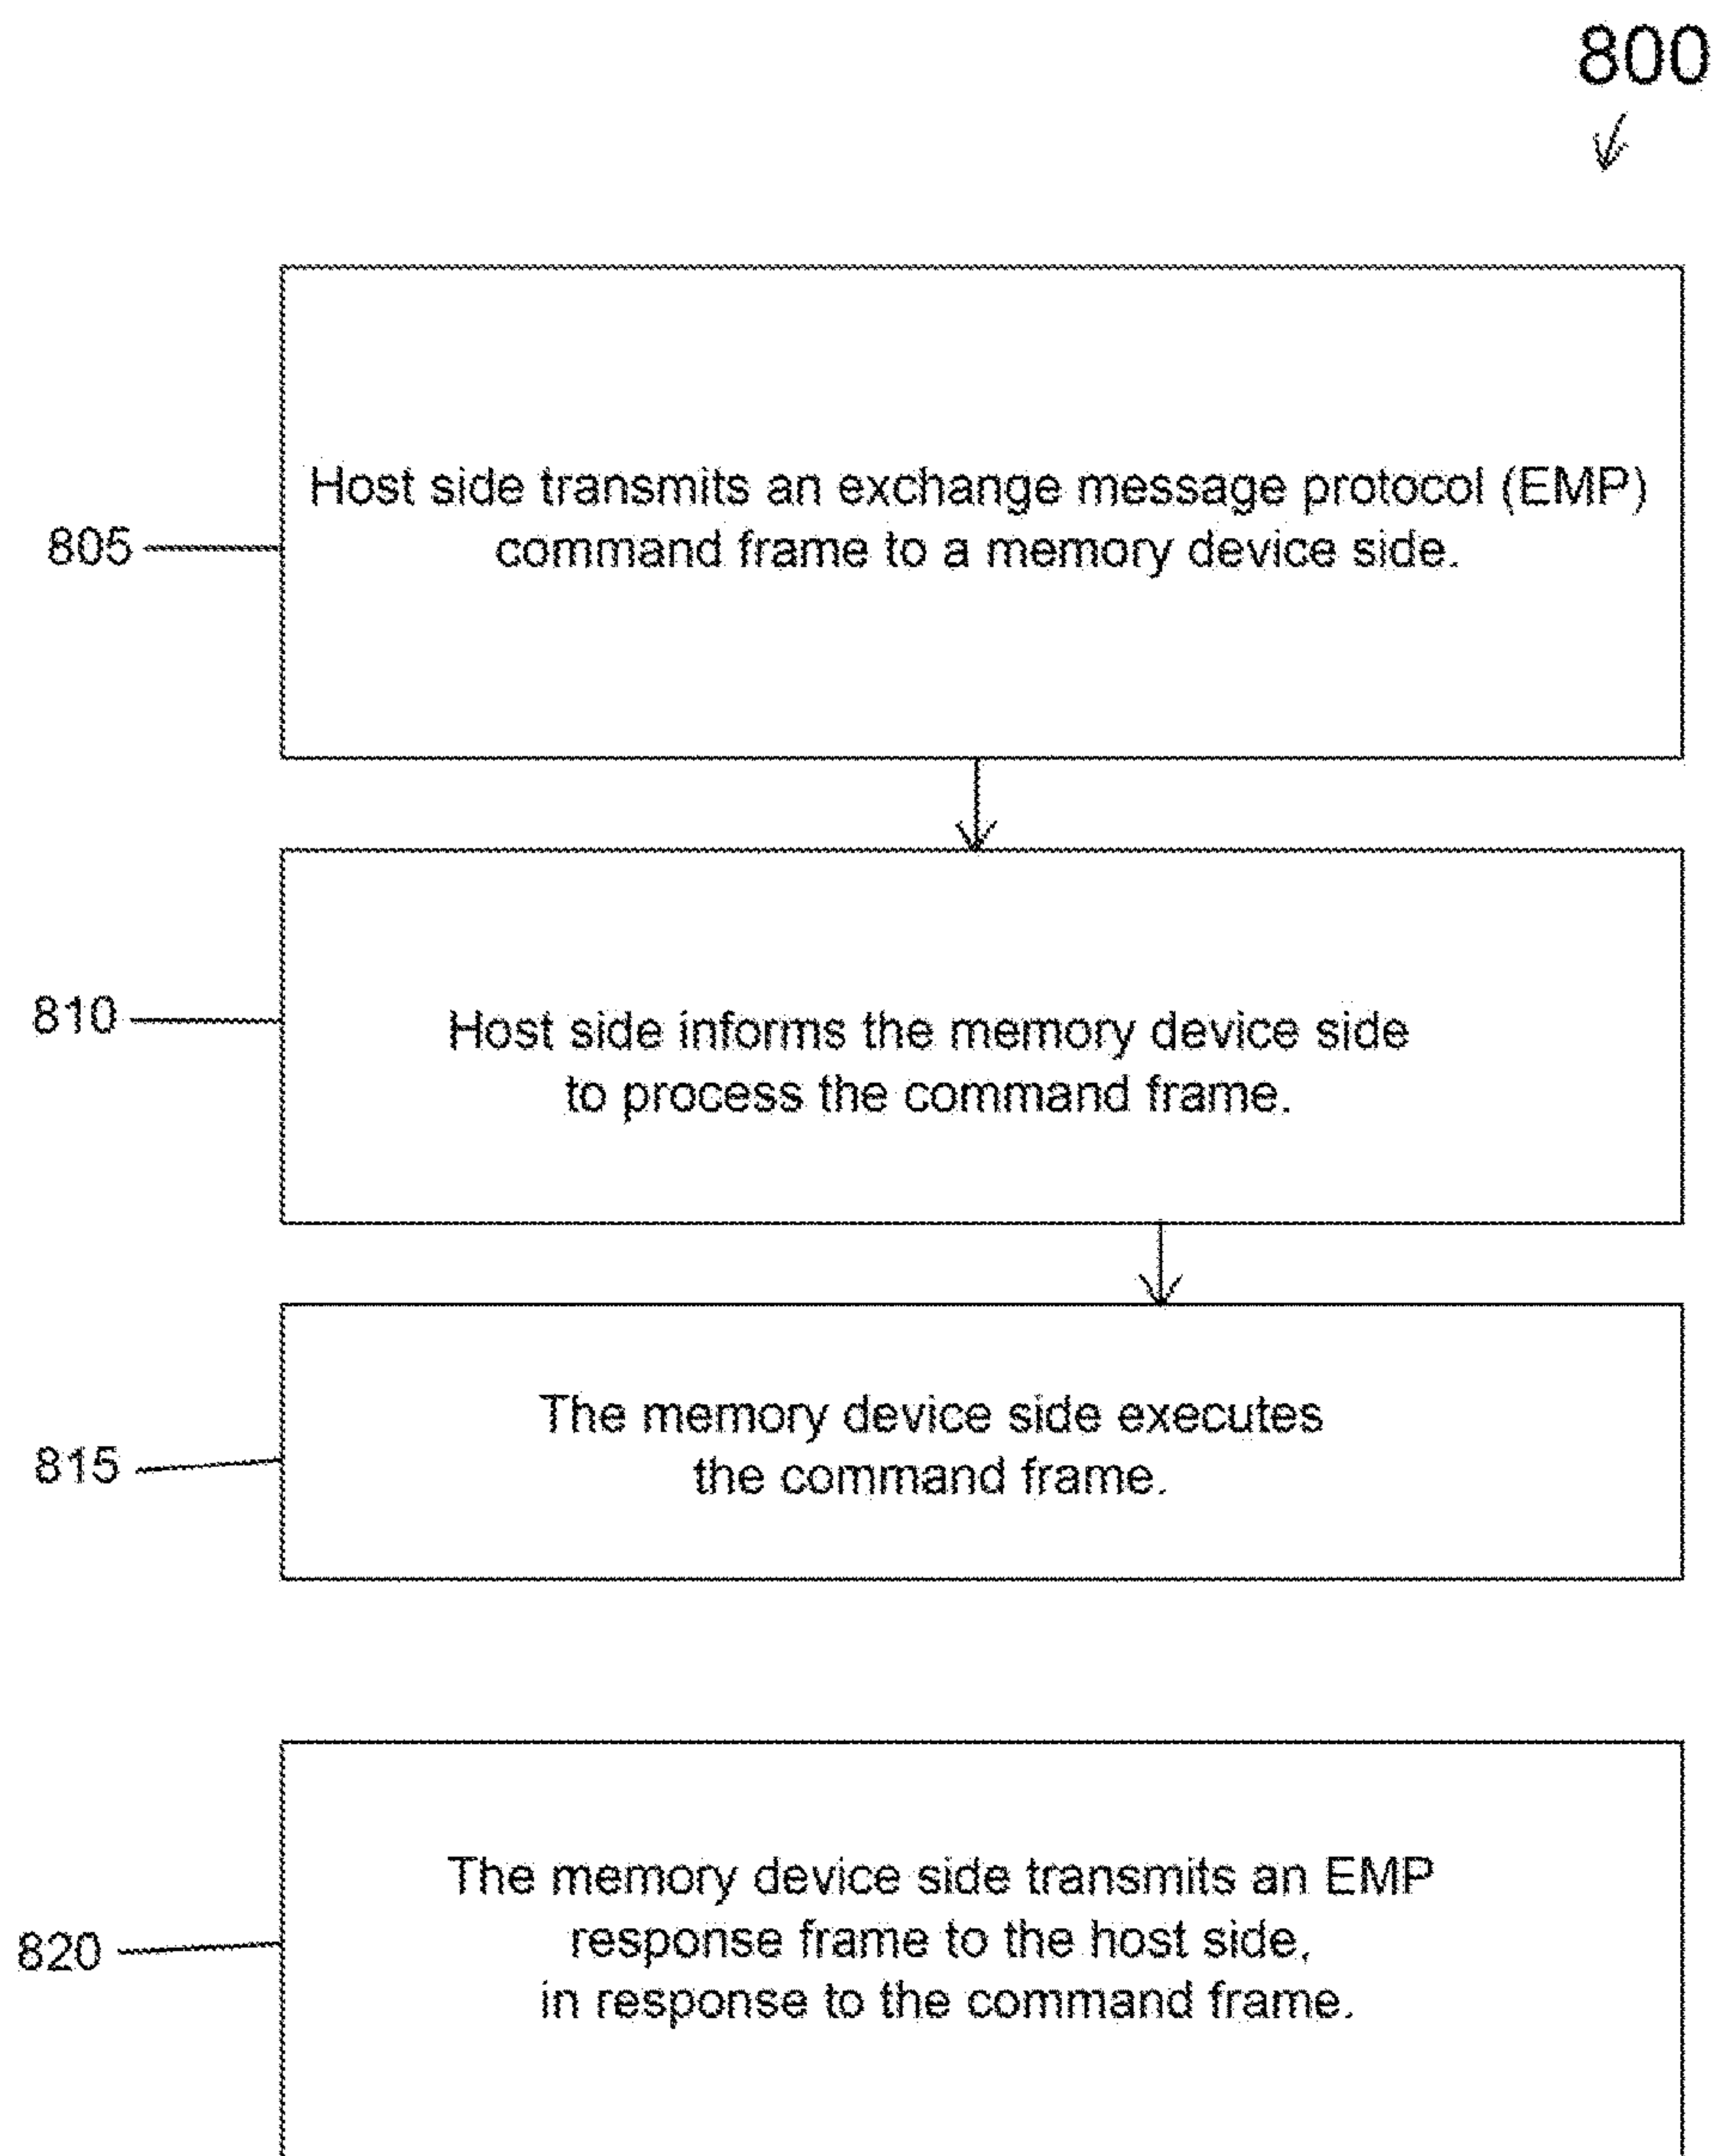 800
Host side transmits an exchange message protocol (EMP)
command frame to a memory device side.
805
810
Host side informs the memory device side
to process the command frame.
The memory device side executes
815
the command frame.
The memory device side transmits an EMP
820
response frame to the host side,
in response to the command frame.